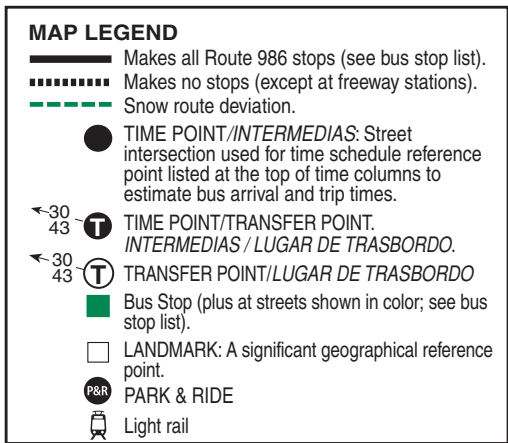 MAP LEGEND
Makes all Route 986 stops (see bus stop list).
Makes no stops (except at freeway stations).
Snow route deviation.
TIME POINT/INTERMEDIAS: Street
intersection used for time schedule reference
point listed at the top of time columns to
estimate bus arrival and trip times.
30
43 T TIME POINT/TRANSFER POINT.
INTERMEDIAS / LUGAR DE TRASBORDO.
30
43 T TRANSFER POINT/LUGAR DE TRASBORDO
Bus Stop (plus at streets shown in color; see bus
stop list).
LANDMARK: A significant geographical reference
point.
P&R PARK & RIDE
Light rail